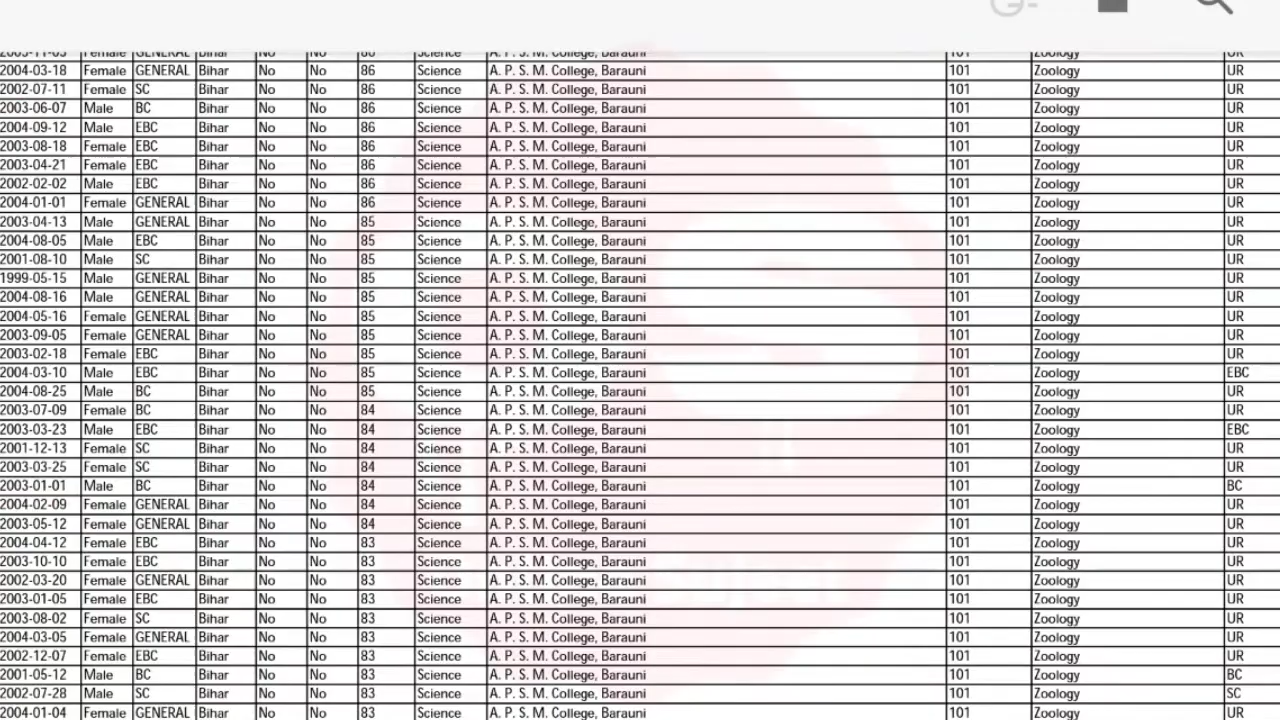 2003-11-05 Female GENERAL Bihar No No 86 Science A. P. S. M. College, Barauni 101 Zoology UR
2004-03-18 Female GENERAL Bihar No No 86 Science A. P. S. M. College, Barauni 101 Zoology UR
2002-07-11 Female SC Bihar No No 86 Science A. P. S. M. College, Barauni 101 Zoology UR
2003-06-07 Male BC Bihar No No 86 Science A. P. S. M. College, Barauni 101 Zoology UR
2004-09-12 Male EBC Bihar No No 86 Science A. P. S. M. College, Barauni 101 Zoology UR
2003-08-18 Female EBC Bihar No No 86 Science A. P. S. M. College, Barauni 101 Zoology UR
2003-04-21 Female EBC Bihar No No 86 Science A. P. S. M. College, Barauni 101 Zoology UR
2002-02-02 Male EBC Bihar No No 86 Science A. P. S. M. College, Barauni 101 Zoology UR
2004-01-01 Female GENERAL Bihar No No 86 Science A. P. S. M. College, Barauni 101 Zoology UR
2003-04-13 Male GENERAL Bihar No No 85 Science A. P. S. M. College, Barauni 101 Zoology UR
2004-08-05 Male EBC Bihar No No 85 Science A. P. S. M. College, Barauni 101 Zoology UR
2001-08-10 Male SC Bihar No No 85 Science A. P. S. M. College, Barauni 101 Zoology UR
1999-05-15 Male GENERAL Bihar No No 85 Science A. P. S. M. College, Barauni 101 Zoology UR
2004-08-16 Male GENERAL Bihar No No 85 Science A. P. S. M. College, Barauni 101 Zoology UR
2004-05-16 Female GENERAL Bihar No No 85 Science A. P. S. M. College, Barauni 101 Zoology UR
2003-09-05 Female GENERAL Bihar No No 85 Science A. P. S. M. College, Barauni 101 Zoology UR
2003-02-18 Female EBC Bihar No No 85 Science A. P. S. M. College, Barauni 101 Zoology UR
2004-03-10 Male EBC Bihar No No 85 Science A. P. S. M. College, Barauni 101 Zoology EBC
2004-08-25 Male BC Bihar No No 85 Science A. P. S. M. College, Barauni 101 Zoology UR
2003-07-09 Female BC Bihar No No 84 Science A. P. S. M. College, Barauni 101 Zoology UR
2003-03-23 Male EBC Bihar No No 84 Science A. P. S. M. College, Barauni 101 Zoology EBC
2001-12-13 Female SC Bihar No No 84 Science A. P. S. M. College, Barauni 101 Zoology UR
2003-03-25 Female SC Bihar No No 84 Science A. P. S. M. College, Barauni 101 Zoology UR
2003-01-01 Male BC Bihar No No 84 Science A. P. S. M. College, Barauni 101 Zoology BC
2004-02-09 Female GENERAL Bihar No No 84 Science A. P. S. M. College, Barauni 101 Zoology UR
2003-05-12 Female GENERAL Bihar No No 84 Science A. P. S. M. College, Barauni 101 Zoology UR
2004-04-12 Female EBC Bihar No No 83 Science A. P. S. M. College, Barauni 101 Zoology UR
2003-10-10 Female EBC Bihar No No 83 Science A. P. S. M. College, Barauni 101 Zoology UR
2002-03-20 Female GENERAL Bihar No No 83 Science A. P. S. M. College, Barauni 101 Zoology UR
2003-01-05 Female EBC Bihar No No 83 Science A. P. S. M. College, Barauni 101 Zoology UR
2003-08-02 Female SC Bihar No No 83 Science A. P. S. M. College, Barauni 101 Zoology UR
2004-03-05 Female GENERAL Bihar No No 83 Science A. P. S. M. College, Barauni 101 Zoology UR
2002-12-07 Female EBC Bihar No No 83 Science A. P. S. M. College, Barauni 101 Zoology UR
2001-05-12 Male BC Bihar No No 83 Science A. P. S. M. College, Barauni 101 Zoology BC
2002-07-28 Male SC Bihar No No 83 Science A. P. S. M. College, Barauni 101 Zoology SC
2004-01-04 Female GENERAL Bihar No No 83 Science A. P. S. M. College, Barauni 101 Zoology UR